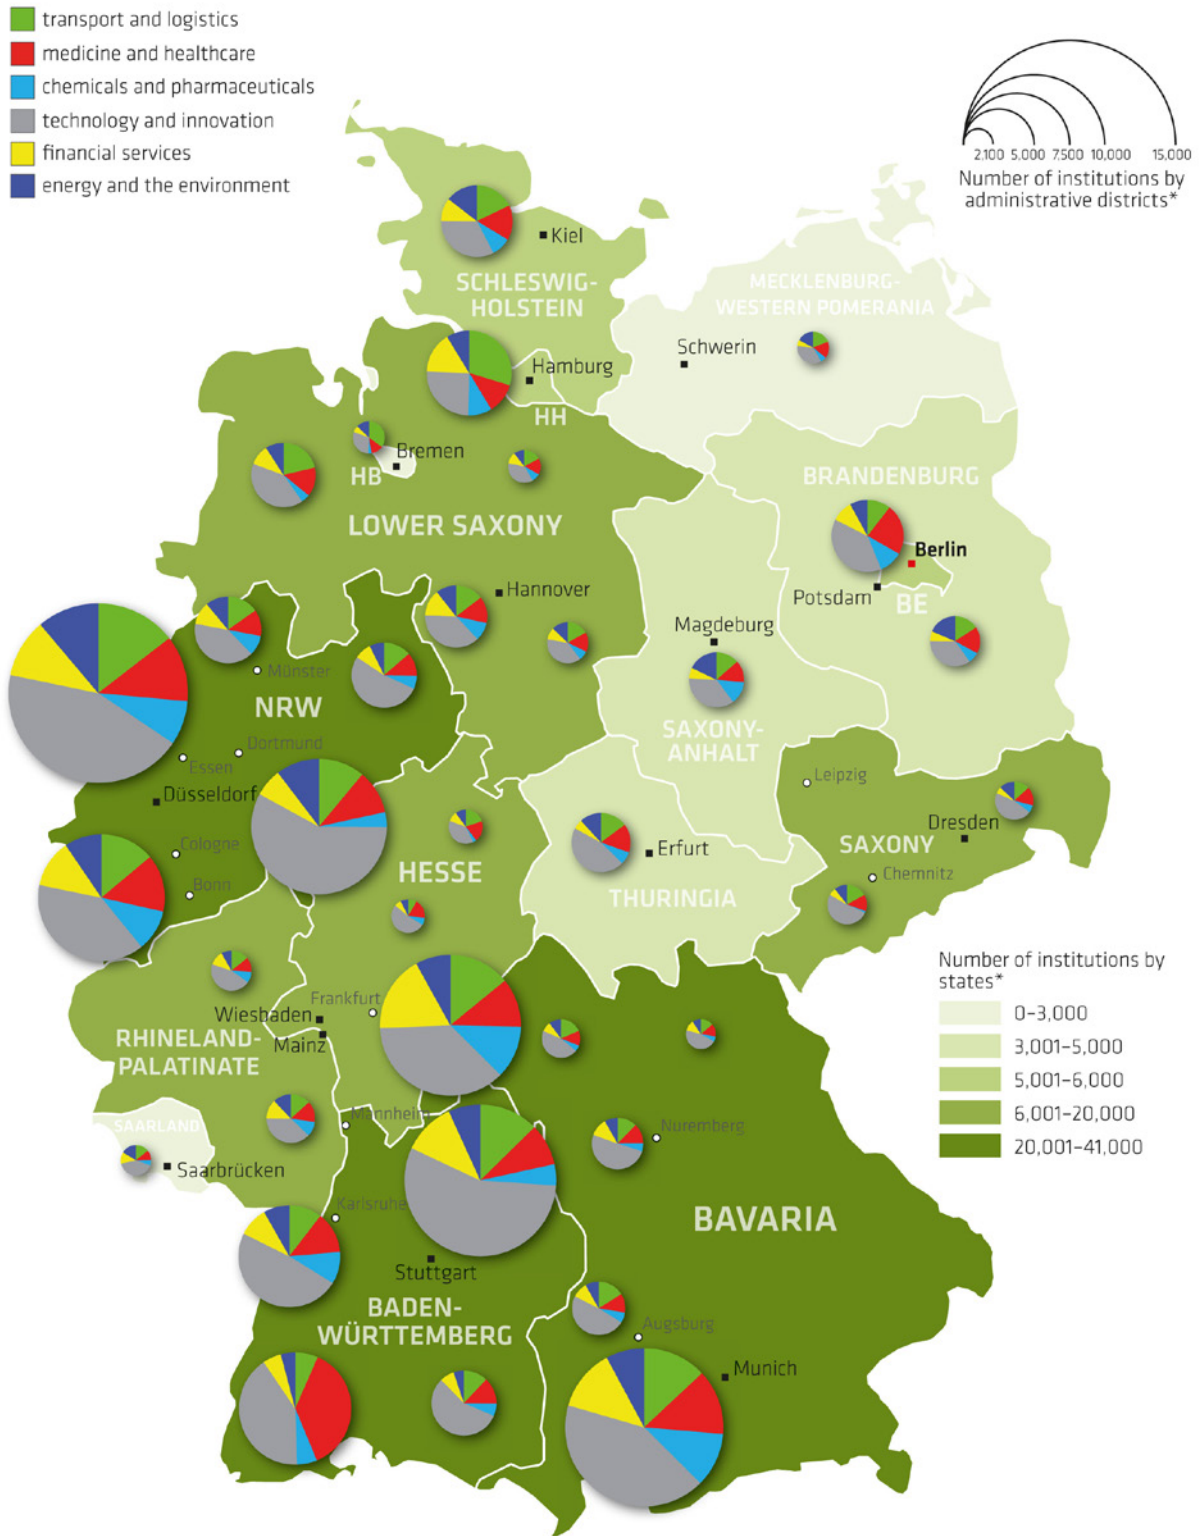 transport and logistics
medicine and healthcare
chemicals and pharmaceuticals
technology and innovation
financial services
energy and the environment
2,100 5,000 7,500 10,000 15,000
Number of institutions by
administrative districts*
Kiel
SCHLESWIG-
HOLSTEIN
MECKLENBURG-
WESTERN POMERANIA
Schwerin
Hamburg
HH
Bremen
HB
LOWER SAXONY
BRANDENBURG
Berlin
Potsdam
BE
Hannover
Magdeburg
SAXONY-
ANHALT
Münster
NRW
Dortmund
Essen
Düsseldorf
Cologne
Bonn
HESSE
Erfurt
THURINGIA
Leipzig
Dresden
SAXONY
Chemnitz
Number of institutions by
states*
0–3,000
3,001–5,000
5,001–6,000
6,001–20,000
20,001–41,000
Frankfurt
Wiesbaden
Mainz
RHINELAND-
PALATINATE
SAARLAND
Saarbrücken
Mannheim
Nuremberg
Karlsruhe
BAVARIA
Stuttgart
BADEN-
WÜRTTEMBERG
Augsburg
Munich